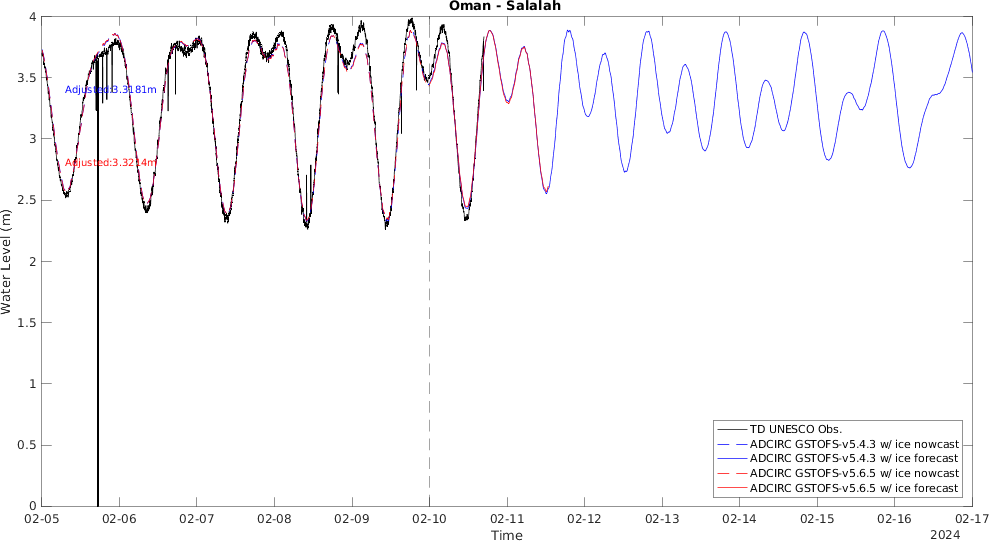 Oman - Salalah
Water Level (m)
4
3.5
3
2.5
2
1.5
1
0.5
0
Adjusted:3.3181m
Adjusted:3.3214m
TD UNESCO Obs.
ADCIRC GSTOFS-v5.4.3 w/ ice nowcast
ADCIRC GSTOFS-v5.4.3 w/ ice forecast
ADCIRC GSTOFS-v5.6.5 w/ ice nowcast
ADCIRC GSTOFS-v5.6.5 w/ ice forecast
02-05 02-06 02-07 02-08 02-09 02-10 02-11 02-12 02-13 02-14 02-15 02-16 02-17
Time
2024